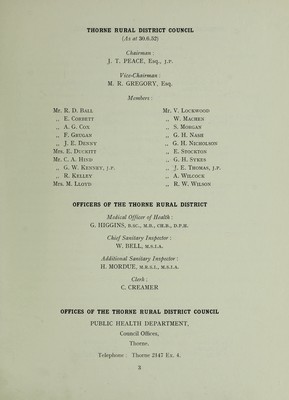 THORNE RURAL DISTRICT COUNCIL
(As at 30.6.52)
Chairman:
J. T. PEACE, Esq., J.P.
Vice-Chairman:
M. R. GREGORY, Esq.
Members:
Mr. R. D. Ball
,, E. Corbett
,, A. G. Cox
,, F. Grogan
,, J. E. Denny
Mrs. E. Duckitt
Mr. C. A. Hind
,, G. W. Kenney, J.P.
,, R. Kelley
Mrs. M. Lloyd
Mr. V. Lockwood
,, W. Machen
,, S. Morgan
,, G. H. Nash
,, G. H. Nicholson
,, E. Stockton
,, G. H. Sykes
,, J. E. Thomas, J.P.
,, A. Wilcock
,, R. W. Wilson
OFFICERS OF THE THORNE RURAL DISTRICT
Medical Officer of Health:
G. HIGGINS, B.SC., M.B., CH.B., D.P.H.
Chief Sanitary Inspector:
W. BELL, M.S.I.A.
Additional Sanitary Inspector:
H. MORDUE, M.R.S.I., M.S.I.A.
Clerk:
C. CREAMER
OFFICES OF THE THORNE RURAL DISTRICT COUNCIL
PUBLIC HEALTH DEPARTMENT,
Council Offices,
Thorne.
Telephone: Thorne 2147 Ex. 4.
3